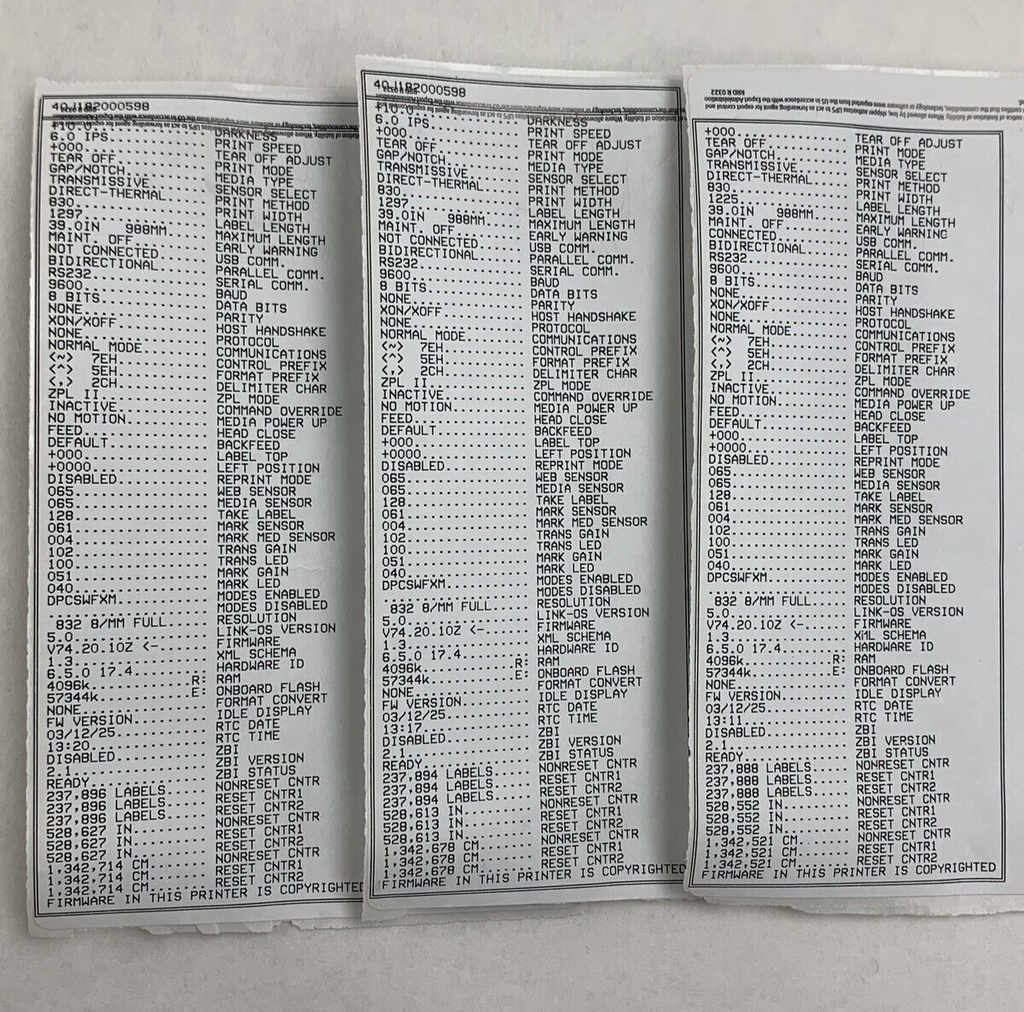 40J182000598
+10.0............... DARKNESS
6.0 IPS............. PRINT SPEED
+000................ TEAR OFF ADJUST
TEAR OFF............ PRINT MODE
GAP/NOTCH........... MEDIA TYPE
TRANSMISSIVE........ SENSOR SELECT
DIRECT-THERMAL...... PRINT METHOD
830................. PRINT WIDTH
1297................ LABEL LENGTH
39.0IN 988MM........ MAXIMUM LENGTH
MAINT. OFF.......... EARLY WARNING
NOT CONNECTED....... USB COMM.
BIDIRECTIONAL....... PARALLEL COMM.
RS232............... SERIAL COMM.
9600................ BAUD
8 BITS.............. DATA BITS
NONE................ PARITY
XON/XOFF............ HOST HANDSHAKE
NONE................ PROTOCOL
NORMAL MODE......... COMMUNICATIONS
<~> 7EH............. CONTROL PREFIX
<^> 5EH............. FORMAT PREFIX
<,> 2CH............. DELIMITER CHAR
ZPL II.............. ZPL MODE
INACTIVE............ COMMAND OVERRIDE
NO MOTION........... MEDIA POWER UP
FEED................ HEAD CLOSE
DEFAULT............. BACKFEED
+000................ LABEL TOP
+0000............... LEFT POSITION
DISABLED............ REPRINT MODE
065................. WEB SENSOR
065................. MEDIA SENSOR
128................. TAKE LABEL
061................. MARK SENSOR
004................. MARK MED SENSOR
102................. TRANS GAIN
100................. TRANS LED
051................. MARK GAIN
040................. MARK LED
DPCSWFXM............ MODES ENABLED
.................... MODES DISABLED
832 8/MM FULL....... RESOLUTION
5.0................. LINK-OS VERSION
V74.20.10Z <-....... FIRMWARE
1.3................. XML SCHEMA
6.5.0 17.4.......... HARDWARE ID
4096k............R: RAM
57344k...........E: ONBOARD FLASH
NONE................ FORMAT CONVERT
FW VERSION.......... IDLE DISPLAY
03/12/25............ RTC DATE
13:20............... RTC TIME
DISABLED............ ZBI
2.1................. ZBI VERSION
READY............... ZBI STATUS
237,896 LABELS...... NONRESET CNTR
237,896 LABELS...... RESET CNTR1
237,896 LABELS...... RESET CNTR2
528,627 IN.......... NONRESET CNTR
528,627 IN.......... RESET CNTR1
528,627 IN.......... RESET CNTR2
1,342,714 CM........ NONRESET CNTR
1,342,714 CM........ RESET CNTR1
1,342,714 CM........ RESET CNTR2
FIRMWARE IN THIS PRINTER IS COPYRIGHTED
40J182000598
+10.0............... DARKNESS
6.0 IPS............. PRINT SPEED
+000................ TEAR OFF ADJUST
TEAR OFF............ PRINT MODE
GAP/NOTCH........... MEDIA TYPE
TRANSMISSIVE........ SENSOR SELECT
DIRECT-THERMAL...... PRINT METHOD
830................. PRINT WIDTH
1297................ LABEL LENGTH
39.0IN 988MM........ MAXIMUM LENGTH
MAINT. OFF.......... EARLY WARNING
NOT CONNECTED....... USB COMM.
BIDIRECTIONAL....... PARALLEL COMM.
RS232............... SERIAL COMM.
9600................ BAUD
8 BITS.............. DATA BITS
NONE................ PARITY
XON/XOFF............ HOST HANDSHAKE
NONE................ PROTOCOL
NORMAL MODE......... COMMUNICATIONS
<~> 7EH............. CONTROL PREFIX
<^> 5EH............. FORMAT PREFIX
<,> 2CH............. DELIMITER CHAR
ZPL II.............. ZPL MODE
INACTIVE............ COMMAND OVERRIDE
NO MOTION........... MEDIA POWER UP
FEED................ HEAD CLOSE
DEFAULT............. BACKFEED
+000................ LABEL TOP
+0000............... LEFT POSITION
DISABLED............ REPRINT MODE
065................. WEB SENSOR
065................. MEDIA SENSOR
128................. TAKE LABEL
061................. MARK SENSOR
004................. MARK MED SENSOR
102................. TRANS GAIN
100................. TRANS LED
051................. MARK GAIN
040................. MARK LED
DPCSWFXM............ MODES ENABLED
.................... MODES DISABLED
832 8/MM FULL....... RESOLUTION
5.0................. LINK-OS VERSION
V74.20.10Z <-....... FIRMWARE
1.3................. XML SCHEMA
6.5.0 17.4.......... HARDWARE ID
4096k............R: RAM
57344k...........E: ONBOARD FLASH
NONE................ FORMAT CONVERT
FW VERSION.......... IDLE DISPLAY
03/12/25............ RTC DATE
13:17............... RTC TIME
DISABLED............ ZBI
2.1................. ZBI VERSION
READY............... ZBI STATUS
237,894 LABELS...... NONRESET CNTR
237,894 LABELS...... RESET CNTR1
237,894 LABELS...... RESET CNTR2
528,613 IN.......... NONRESET CNTR
528,613 IN.......... RESET CNTR1
528,613 IN.......... RESET CNTR2
1,342,678 CM........ NONRESET CNTR
1,342,678 CM........ RESET CNTR1
1,342,678 CM........ RESET CNTR2
FIRMWARE IN THIS PRINTER IS COPYRIGHTED
RRD R 0322
+000................ TEAR OFF ADJUST
TEAR OFF............ PRINT MODE
GAP/NOTCH........... MEDIA TYPE
TRANSMISSIVE........ SENSOR SELECT
DIRECT-THERMAL...... PRINT METHOD
830................. PRINT WIDTH
1225................ LABEL LENGTH
39.0IN 988MM........ MAXIMUM LENGTH
MAINT. OFF.......... EARLY WARNING
CONNECTED........... USB COMM.
BIDIRECTIONAL....... PARALLEL COMM.
RS232............... SERIAL COMM.
9600................ BAUD
8 BITS.............. DATA BITS
NONE................ PARITY
XON/XOFF............ HOST HANDSHAKE
NONE................ PROTOCOL
NORMAL MODE......... COMMUNICATIONS
<~> 7EH............. CONTROL PREFIX
<^> 5EH............. FORMAT PREFIX
<,> 2CH............. DELIMITER CHAR
ZPL II.............. ZPL MODE
INACTIVE............ COMMAND OVERRIDE
NO MOTION........... MEDIA POWER UP
FEED................ HEAD CLOSE
DEFAULT............. BACKFEED
+000................ LABEL TOP
+0000............... LEFT POSITION
DISABLED............ REPRINT MODE
065................. WEB SENSOR
065................. MEDIA SENSOR
128................. TAKE LABEL
061................. MARK SENSOR
004................. MARK MED SENSOR
102................. TRANS GAIN
100................. TRANS LED
051................. MARK GAIN
040................. MARK LED
DPCSWFXM............ MODES ENABLED
.................... MODES DISABLED
832 8/MM FULL....... RESOLUTION
5.0................. LINK-OS VERSION
V74.20.10Z <-....... FIRMWARE
1.3................. XML SCHEMA
6.5.0 17.4.......... HARDWARE ID
4096k............R: RAM
57344k...........E: ONBOARD FLASH
NONE................ FORMAT CONVERT
FW VERSION.......... IDLE DISPLAY
03/12/25............ RTC DATE
13:11............... RTC TIME
DISABLED............ ZBI
2.1................. ZBI VERSION
READY............... ZBI STATUS
237,888 LABELS...... NONRESET CNTR
237,888 LABELS...... RESET CNTR1
237,888 LABELS...... RESET CNTR2
528,552 IN.......... NONRESET CNTR
528,552 IN.......... RESET CNTR1
528,552 IN.......... RESET CNTR2
1,342,521 CM........ NONRESET CNTR
1,342,521 CM........ RESET CNTR1
1,342,521 CM........ RESET CNTR2
FIRMWARE IN THIS PRINTER IS COPYRIGHTED